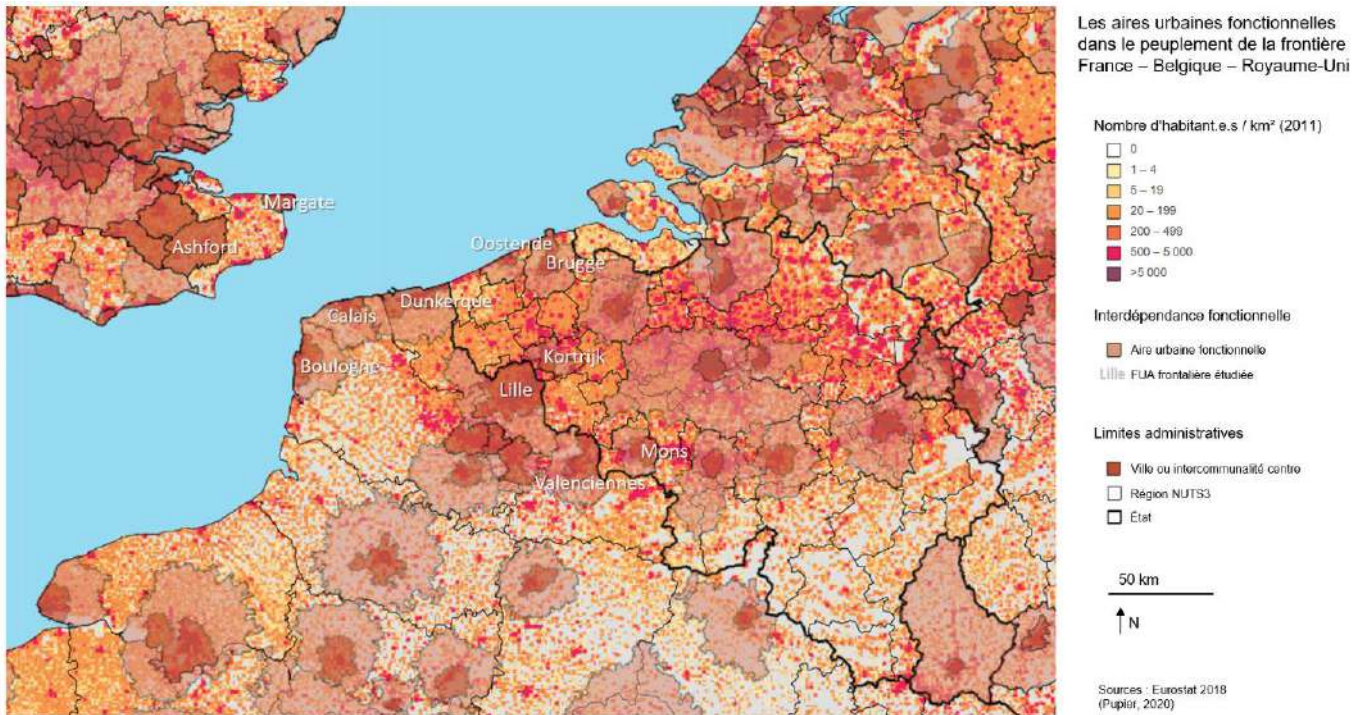 Les aires urbaines fonctionnelles
dans le peuplement de la frontière
France – Belgique – Royaume-Uni
Nombre d'habitant.e.s / km² (2011)
0
1 – 4
5 – 19
20 – 199
200 – 499
500 – 5 000
>5 000
Interdépendance fonctionnelle
Aire urbaine fonctionnelle
Lille FUA frontalière étudiée
Limites administratives
Ville ou intercommunalité centre
Région NUTS3
État
50 km
N
Sources : Eurostat 2018
(Pupier, 2020)
Margate
Ashford
Oostende
Brugge
Dunkerque
Calais
Boulogne
Kortrijk
Lille
Mons
Valenciennes